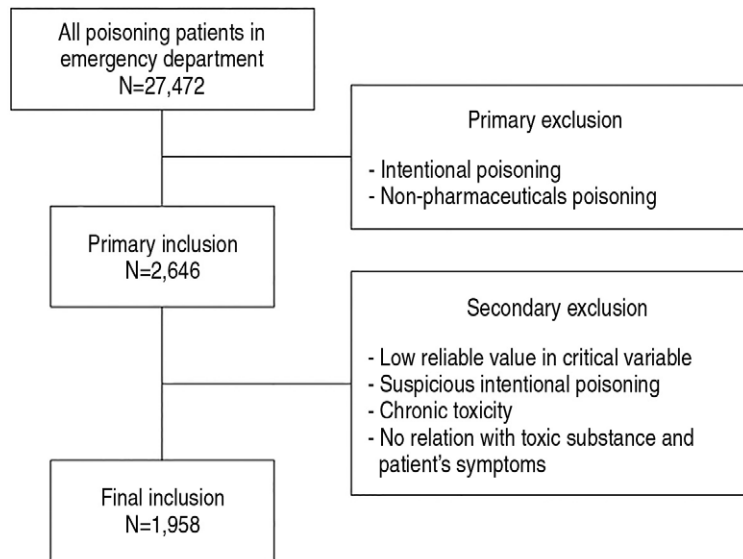 All poisoning patients in
emergency department
N=27,472
Primary exclusion
- Intentional poisoning
- Non-pharmaceuticals poisoning
Primary inclusion
N=2,646
Secondary exclusion
- Low reliable value in critical variable
- Suspicious intentional poisoning
- Chronic toxicity
- No relation with toxic substance and
patient's symptoms
Final inclusion
N=1,958